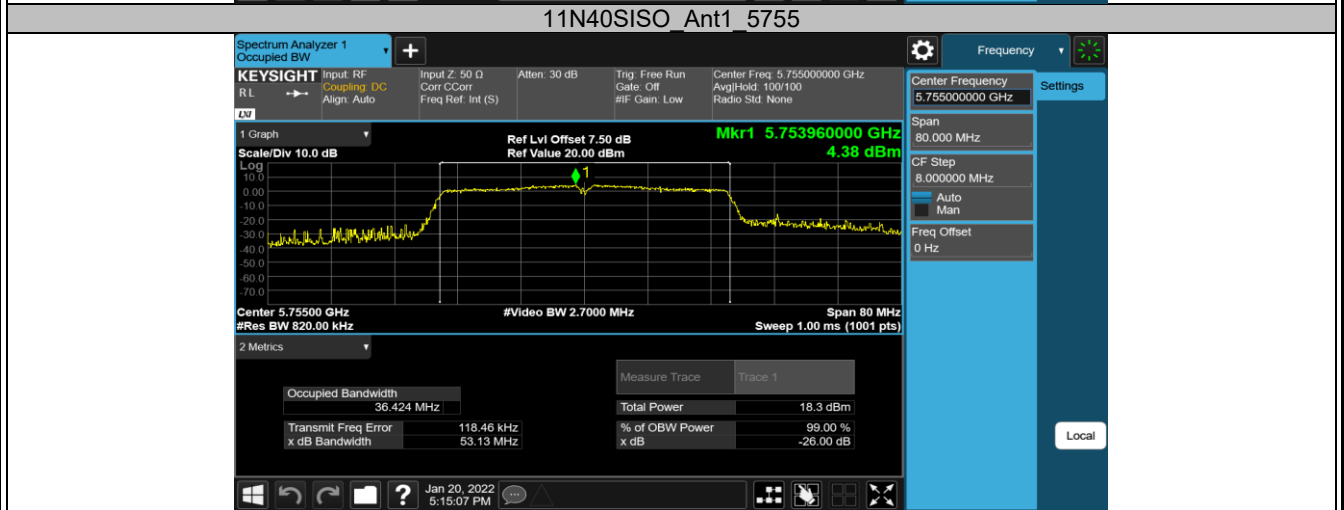 11N40SISO_Ant1_5755
Spectrum Analyzer 1
Occupied BW
Frequency
KEYSIGHT
RL
LXI
Input: RF
Coupling: DC
Align: Auto
Input Z: 50 Ω
Corr CCorr
Freq Ref: Int (S)
Atten: 30 dB
Trig: Free Run
Gate: Off
#IF Gain: Low
Center Freq: 5.755000000 GHz
Avg|Hold: 100/100
Radio Std: None
Center Frequency
5.755000000 GHz
Settings
Span
80.000 MHz
CF Step
8.000000 MHz
Auto
Man
Freq Offset
0 Hz
1 Graph
Scale/Div 10.0 dB
Ref Lvl Offset 7.50 dB
Ref Value 20.00 dBm
Mkr1 5.753960000 GHz
4.38 dBm
Log
10.0
0.00
-10.0
-20.0
-30.0
-40.0
-50.0
-60.0
-70.0
1
Center 5.75500 GHz
#Res BW 820.00 kHz
#Video BW 2.7000 MHz
Span 80 MHz
Sweep 1.00 ms (1001 pts)
2 Metrics
Measure Trace Trace 1
Occupied Bandwidth
36.424 MHz
Total Power 18.3 dBm
Transmit Freq Error 118.46 kHz
% of OBW Power 99.00 %
x dB Bandwidth 53.13 MHz
x dB -26.00 dB
Local
?
Jan 20, 2022
5:15:07 PM